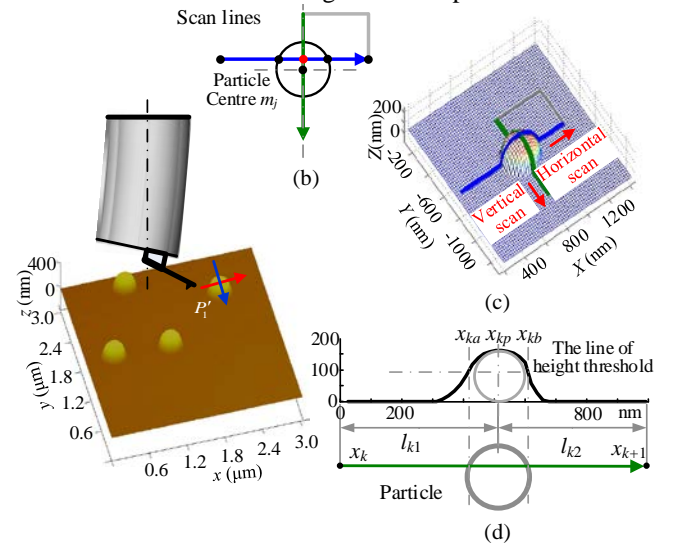 Scan lines
Particle
Centre mⱼ
(b)
200
0
Z(nm)
-200
-600
-1000
Y (nm)
400
800
1200
X (nm)
Horizontal
scan
Vertical
scan
(c)
400
0
z (nm)
3.0
2.4
1.8
1.2
0.6
y (μm)
0.6
1.2
1.8
2.4
3.0
x (μm)
P′₁
x_ka x_kp x_kb
200
100
0
The line of
height threshold
0 200 800 nm
l_k1 l_k2
x_k x_k+1
Particle
(d)